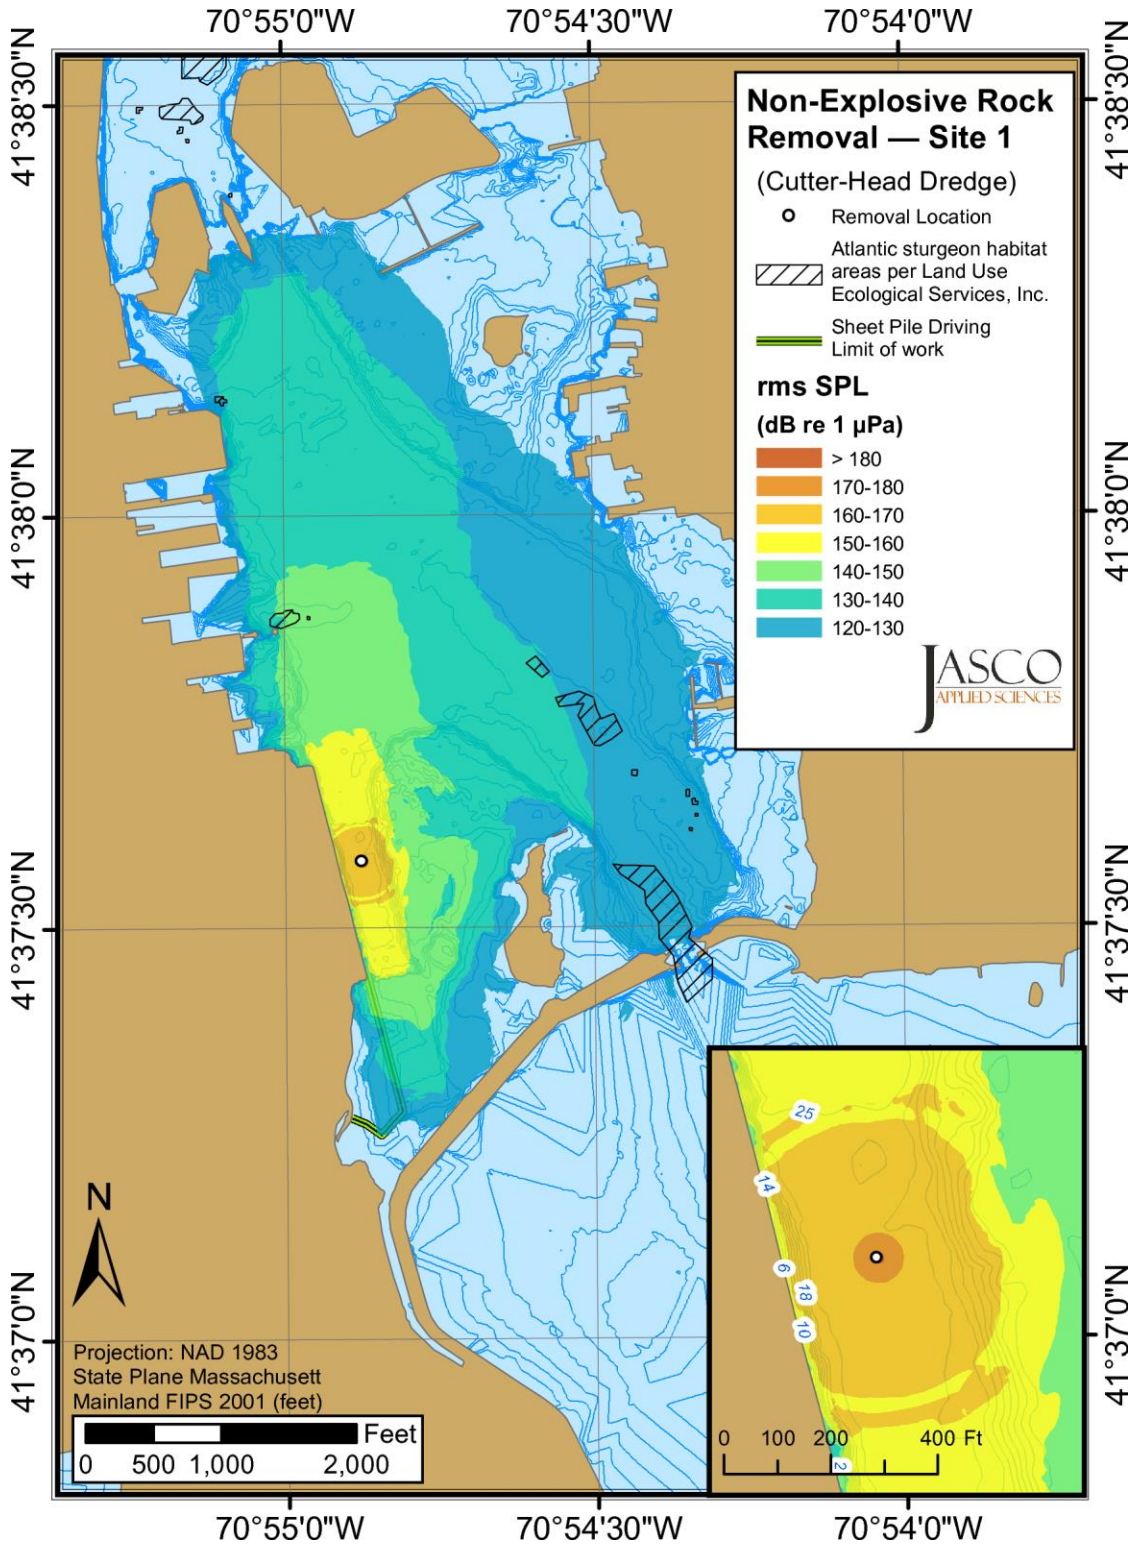 70°55'0"W 70°54'30"W 70°54'0"W
41°38'30"N
41°38'0"N
41°37'30"N
41°37'0"N
41°38'30"N
41°38'0"N
41°37'30"N
41°37'0"N
Non-Explosive Rock
Removal — Site 1
(Cutter-Head Dredge)
Removal Location
Atlantic sturgeon habitat
areas per Land Use
Ecological Services, Inc.
Sheet Pile Driving
Limit of work
rms SPL
(dB re 1 µPa)
> 180
170-180
160-170
150-160
140-150
130-140
120-130
JASCO
APPLIED SCIENCES
N
Projection: NAD 1983
State Plane Massachusett
Mainland FIPS 2001 (feet)
Feet
0 500 1,000 2,000
25
14
6
18
10
2
0 100 200 400 Ft
70°55'0"W 70°54'30"W 70°54'0"W